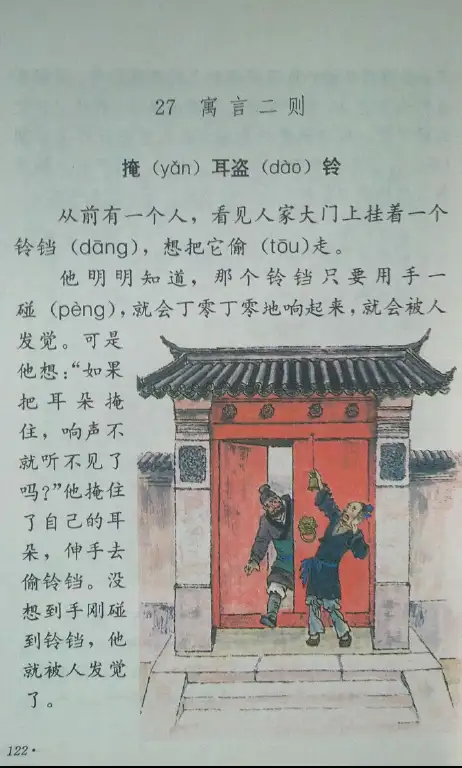 27 寓言二则
掩(yǎn)耳盗(dào)铃
从前有一个人，看见人家大门上挂着一个
铃铛(dāng)，想把它偷(tōu)走。
他明明知道，那个铃铛只要用手一
碰(pèng)，就会丁零丁零地响起来，就会被人
发觉。可是
他想：“如果
把耳朵掩
住，响声不
就听不见了
吗？”他掩住
了自己的耳
朵，伸手去
偷铃铛。没
想到手刚碰
到铃铛，他
就被人发觉
了。
122·